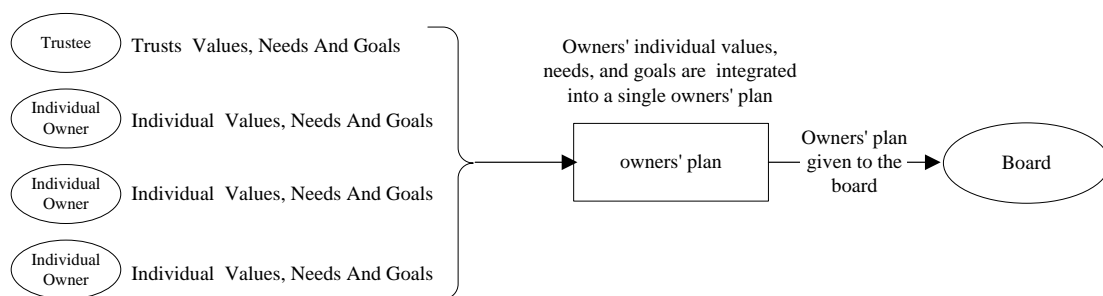 Trustee
Trusts Values, Needs And Goals
Individual
Owner
Individual Values, Needs And Goals
Individual
Owner
Individual Values, Needs And Goals
Individual
Owner
Individual Values, Needs And Goals
Owners' individual values,
needs, and goals are integrated
into a single owners' plan
owners' plan
Owners' plan
given to the
board
Board